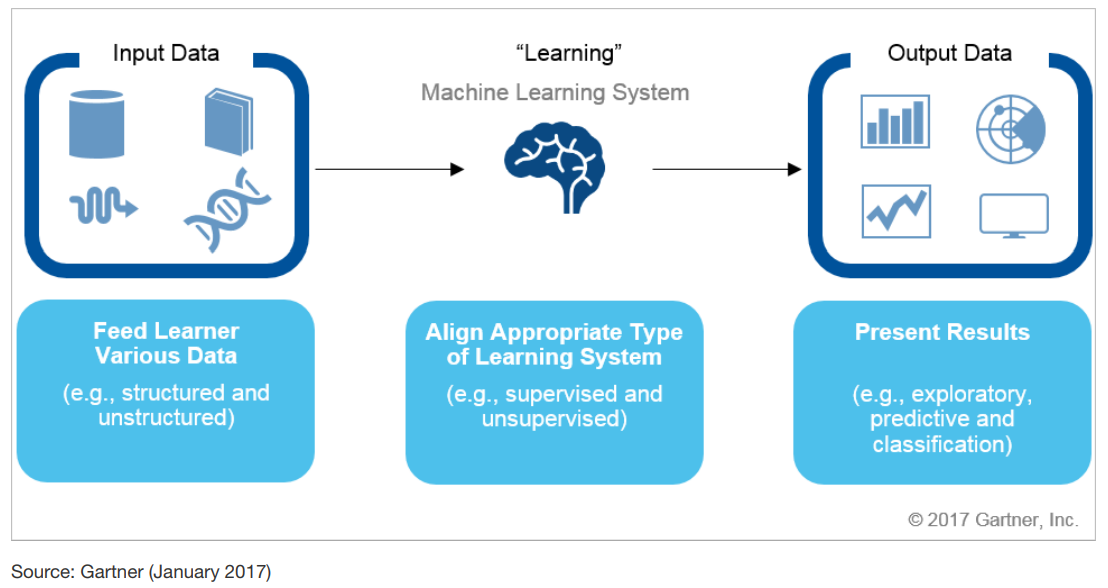 Input Data
“Learning”
Output Data
Machine Learning System
Feed Learner
Various Data
(e.g., structured and
unstructured)
Align Appropriate Type
of Learning System
(e.g., supervised and
unsupervised)
Present Results
(e.g., exploratory,
predictive and
classification)
© 2017 Gartner, Inc.
Source: Gartner (January 2017)